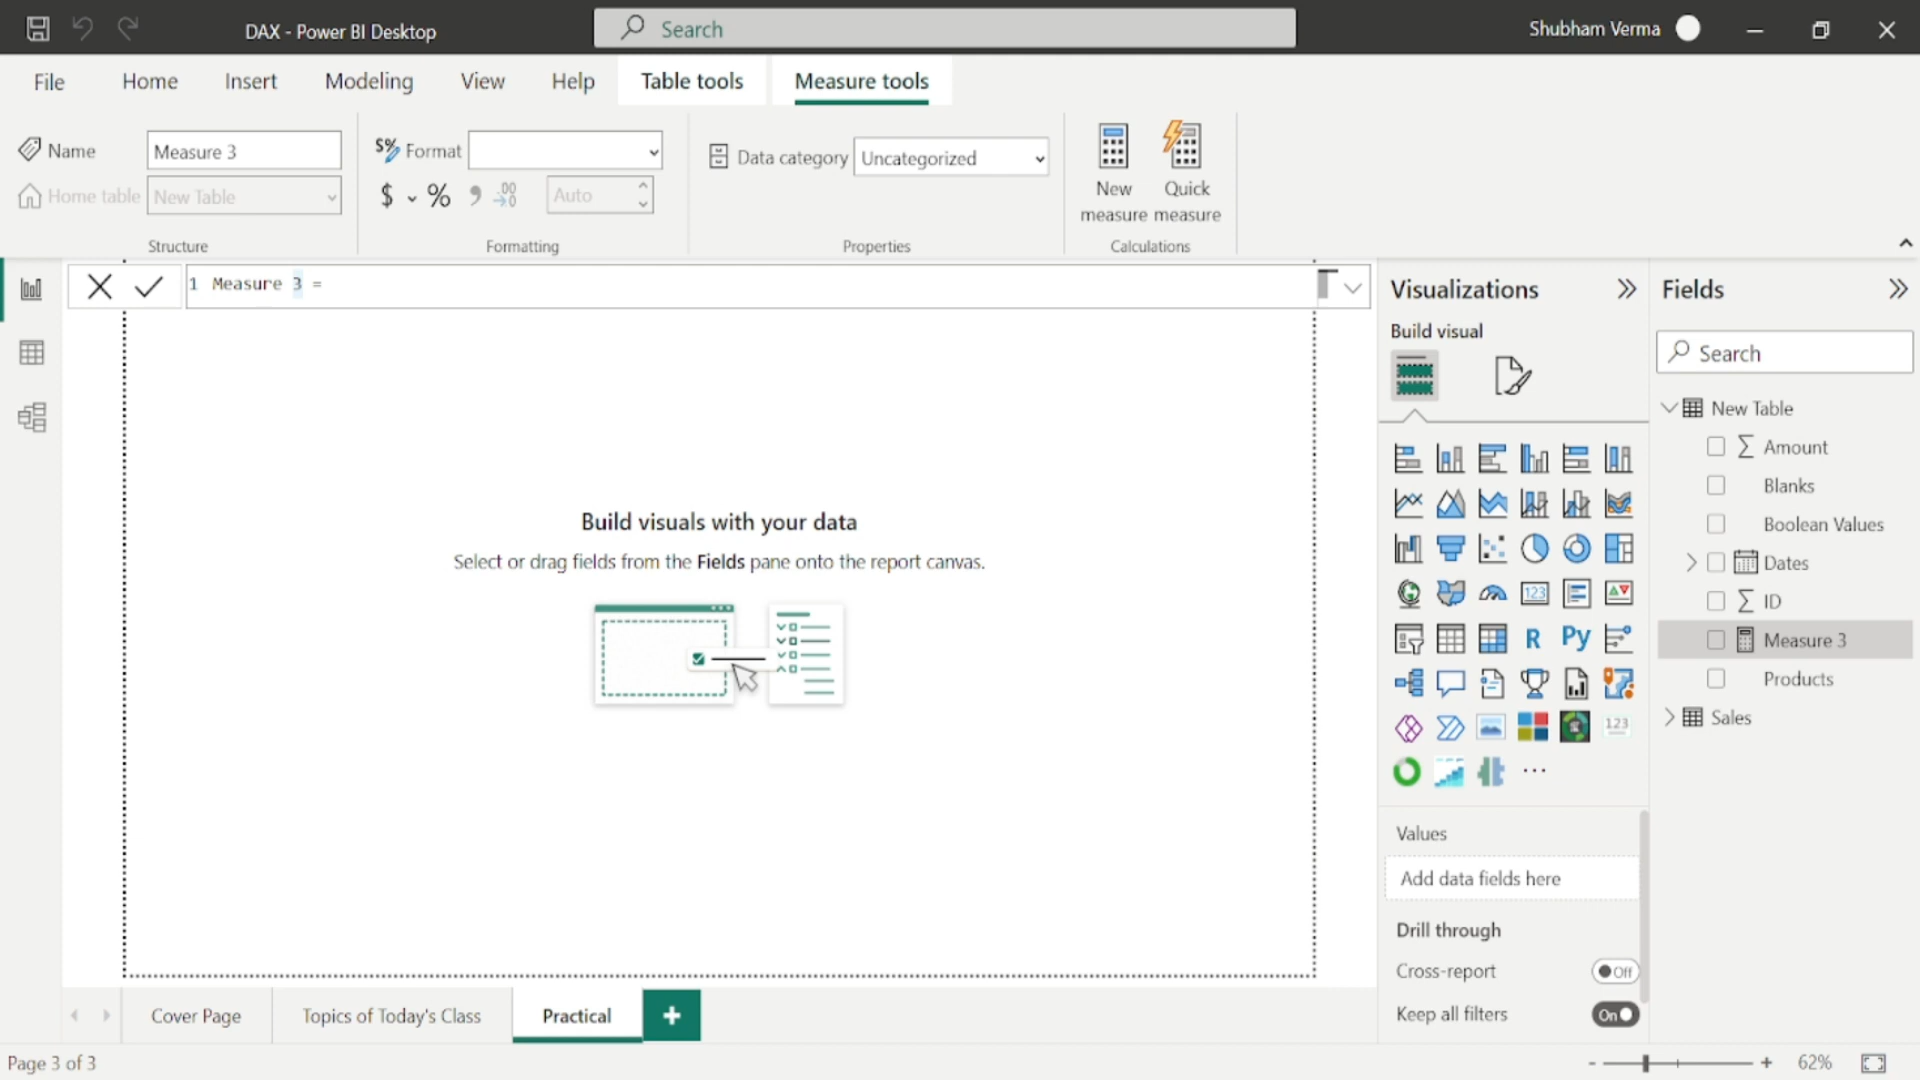 DAX - Power BI Desktop
Search
Shubham Verma
File
Home
Insert
Modeling
View
Help
Table tools
Measure tools
Name
Measure 3
Format
Data category
Uncategorized
New
measure
Quick
measure
Home table
New Table
$
%
Auto
Structure
Formatting
Properties
Calculations
1 Measure 3 =
Build visuals with your data
Select or drag fields from the Fields pane onto the report canvas.
Visualizations
Build visual
R
Py
123
123
...
Values
Add data fields here
Drill through
Cross-report
Off
Keep all filters
On
Fields
Search
New Table
Amount
Blanks
Boolean Values
Dates
ID
Measure 3
Products
Sales
Cover Page
Topics of Today's Class
Practical
+
Page 3 of 3
- + 62%